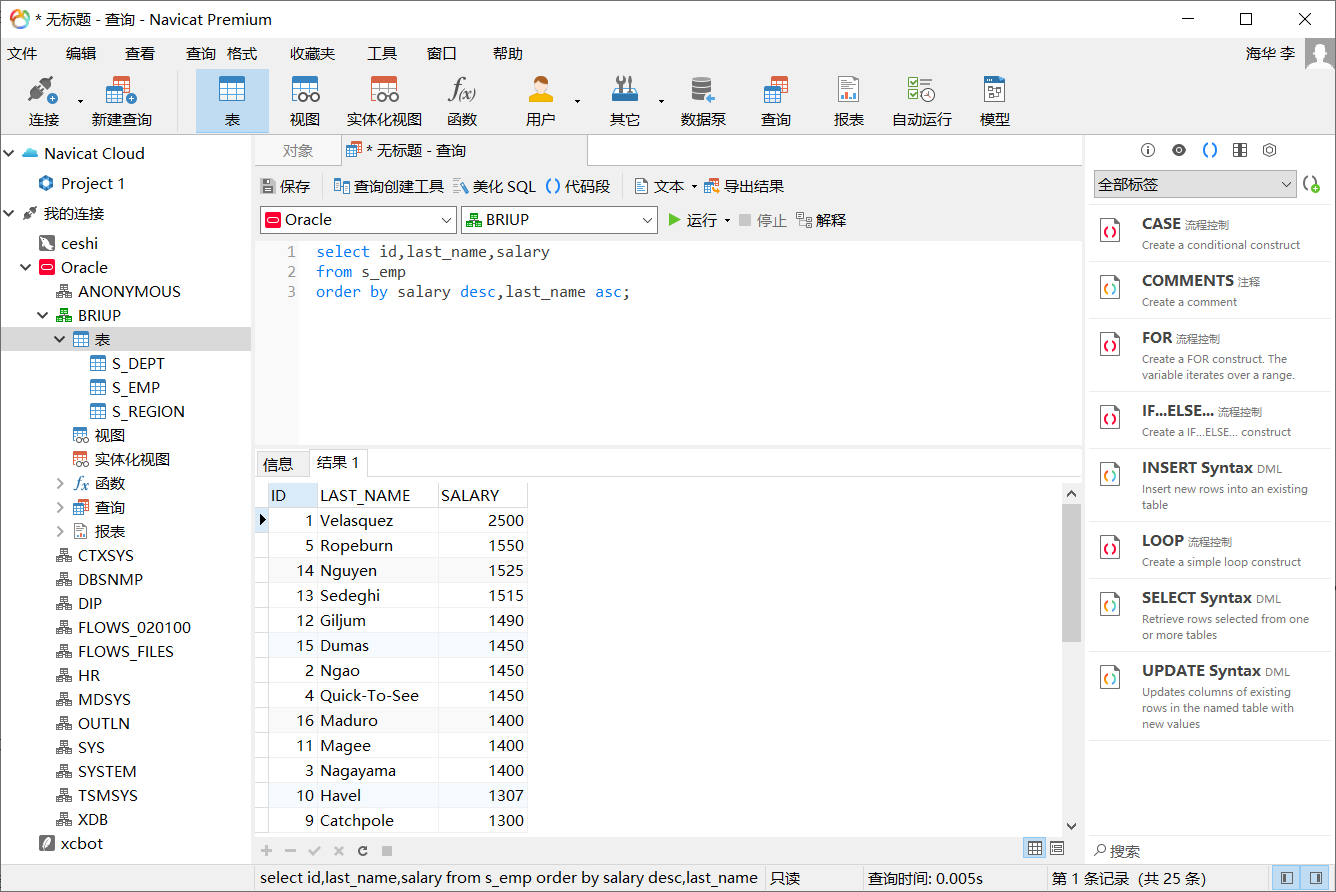 * 无标题 - 查询 - Navicat Premium
文件 编辑 查看 查询 格式 收藏夹 工具 窗口 帮助 海华 李
连接 新建查询 表 视图 实体化视图 函数 用户 其它 数据泵 查询 报表 自动运行 模型
Navicat Cloud
Project 1
我的连接
ceshi
Oracle
ANONYMOUS
BRIUP
表
S_DEPT
S_EMP
S_REGION
视图
实体化视图
函数
查询
报表
CTXSYS
DBSNMP
DIP
FLOWS_020100
FLOWS_FILES
HR
MDSYS
OUTLN
SYS
SYSTEM
TSMSYS
XDB
xcbot
对象 * 无标题 - 查询
保存 查询创建工具 美化 SQL () 代码段 文本 导出结果
Oracle BRIUP 运行 停止 解释
1 select id,last_name,salary
2 from s_emp
3 order by salary desc,last_name asc;
信息 结果 1
ID LAST_NAME SALARY
1 Velasquez 2500
5 Ropeburn 1550
14 Nguyen 1525
13 Sedeghi 1515
12 Giljum 1490
15 Dumas 1450
2 Ngao 1450
4 Quick-To-See 1450
16 Maduro 1400
11 Magee 1400
3 Nagayama 1400
10 Havel 1307
9 Catchpole 1300
全部标签
CASE 流程控制
Create a conditional construct
COMMENTS 注释
Create a comment
FOR 流程控制
Create a FOR construct. The
variable iterates over a range.
IF...ELSE... 流程控制
Create a IF...ELSE... construct
INSERT Syntax DML
Insert new rows into an existing
table
LOOP 流程控制
Create a simple loop construct
SELECT Syntax DML
Retrieve rows selected from one
or more tables
UPDATE Syntax DML
Updates columns of existing
rows in the named table with
new values
搜索
select id,last_name,salary from s_emp order by salary desc,last_name 只读 查询时间: 0.005s 第 1 条记录 (共 25 条)